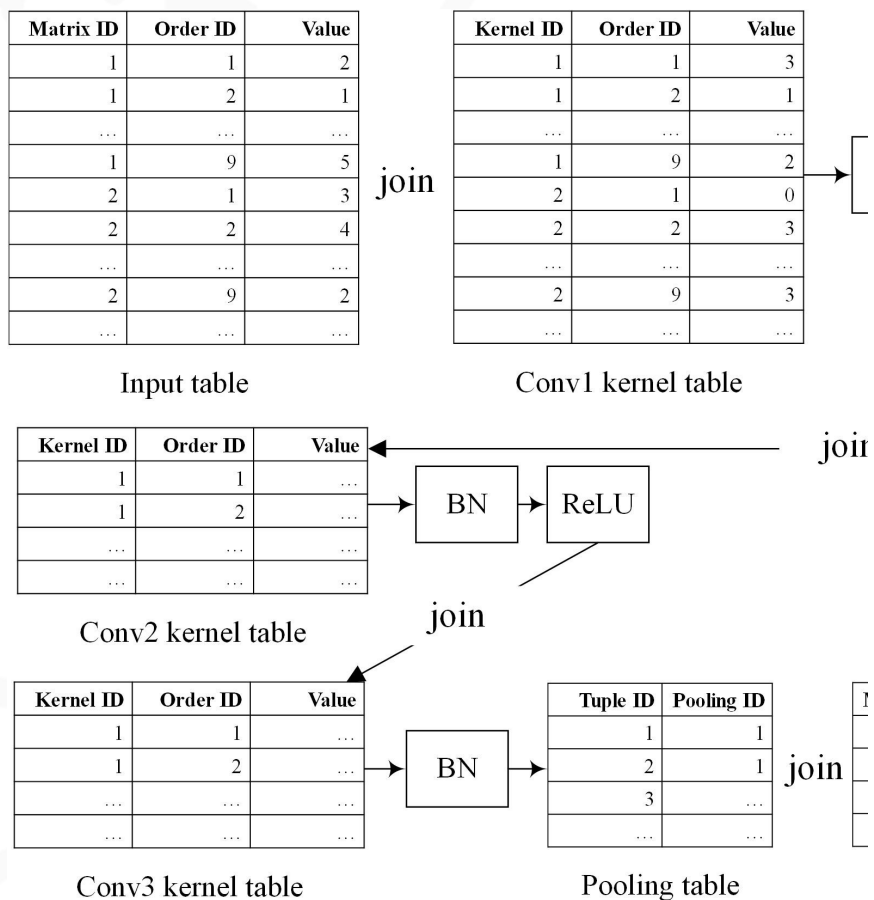 Matrix ID Order ID Value
1 1 2
1 2 1
... ... ...
1 9 5
2 1 3
2 2 4
... ... ...
2 9 2
... ... ...
Input table
join
Kernel ID Order ID Value
1 1 3
1 2 1
... ... ...
1 9 2
2 1 0
2 2 3
... ... ...
2 9 3
... ... ...
Conv1 kernel table
join
Kernel ID Order ID Value
1 1 ...
1 2 ...
... ... ...
... ... ...
Conv2 kernel table
BN
ReLU
join
Kernel ID Order ID Value
1 1 ...
1 2 ...
... ... ...
... ... ...
Conv3 kernel table
BN
Tuple ID Pooling ID
1 1
2 1
3 ...
... ...
Pooling table
join